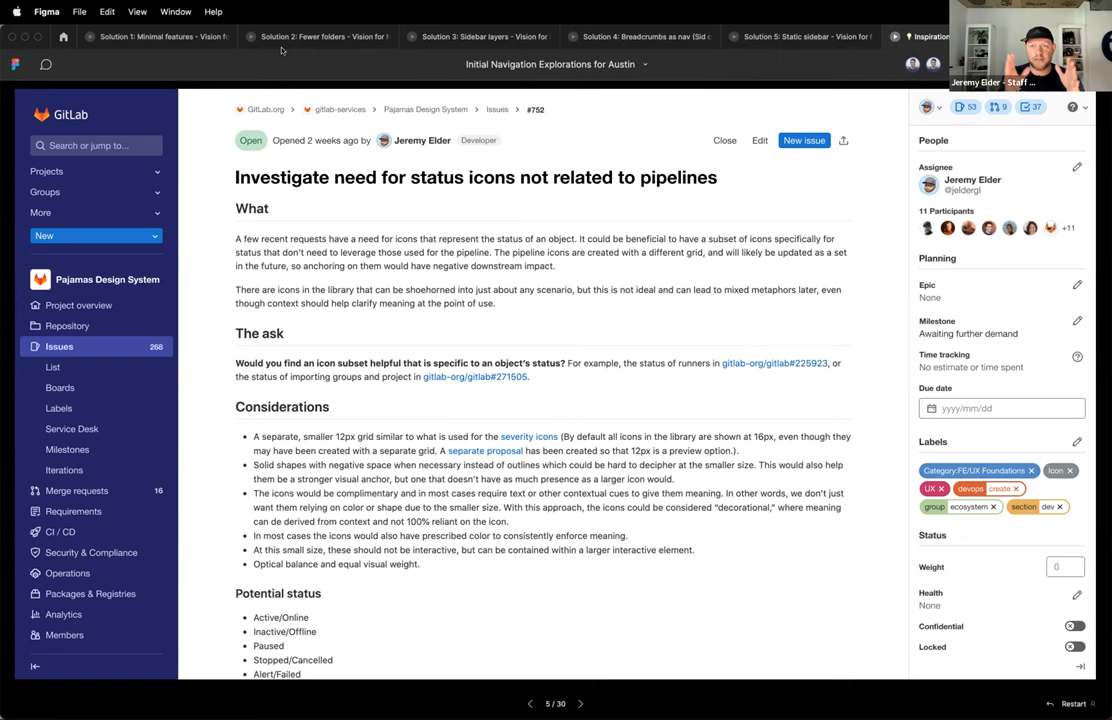 Figma File Edit View Window Help
Solution 1: Minimal features - Vision f
Solution 2: Fewer folders - Vision for
Solution 3: Sidebar layers - Vision for
Solution 4: Breadcrumbs as nav (Sid
Solution 5: Static sidebar - Vision for
Inspiration
Jeremy Elder - Staff ...
Initial Navigation Explorations for Austin
GitLab
Search or jump to...
Projects
Groups
More
New
Pajamas Design System
Project overview
Repository
Issues 268
List
Boards
Labels
Service Desk
Milestones
Iterations
Merge requests 16
Requirements
CI / CD
Security & Compliance
Operations
Packages & Registries
Analytics
Members
GitLab.org > gitlab-services > Pajamas Design System > Issues > #752
Open Opened 2 weeks ago by Jeremy Elder Developer
Close Edit New issue
Investigate need for status icons not related to pipelines
What
A few recent requests have a need for icons that represent the status of an object. It could be beneficial to have a subset of icons specifically for
status that don't need to leverage those used for the pipeline. The pipeline icons are created with a different grid, and will likely be updated as a set
in the future, so anchoring on them would have negative downstream impact.
There are icons in the library that can be shoehorned into just about any scenario, but this is not ideal and can lead to mixed metaphors later, even
though context should help clarify meaning at the point of use.
The ask
Would you find an icon subset helpful that is specific to an object's status? For example, the status of runners in gitlab-org/gitlab#225923, or
the status of importing groups and project in gitlab-org/gitlab#271505.
Considerations
• A separate, smaller 12px grid similar to what is used for the severity icons (By default all icons in the library are shown at 16px, even though they
may have been created with a separate grid. A separate proposal has been created so that 12px is a preview option.).
• Solid shapes with negative space when necessary instead of outlines which could be hard to decipher at the smaller size. This would also help
them be a stronger visual anchor, but one that doesn't have as much presence as a larger icon would.
• The icons would be complimentary and in most cases require text or other contextual cues to give them meaning. In other words, we don't just
want them relying on color or shape due to the smaller size. With this approach, the icons could be considered “decorational,” where meaning
can be derived from context and not 100% reliant on the icon.
• In most cases the icons would also have prescribed color to consistently enforce meaning.
• At this small size, these should not be interactive, but can be contained within a larger interactive element.
• Optical balance and equal visual weight.
Potential status
• Active/Online
• Inactive/Offline
• Paused
• Stopped/Cancelled
• Alert/Failed
53 9 37
People
Assignee
Jeremy Elder
@jeldergl
11 Participants
+11
Planning
Epic
None
Milestone
Awaiting further demand
Time tracking
No estimate or time spent
Due date
yyyy/mm/dd
Labels
Category:FE/UX Foundations Icon
UX devops create
group ecosystem section dev
Status
Weight 0
Health
None
Confidential
Locked
5 / 30
Restart R